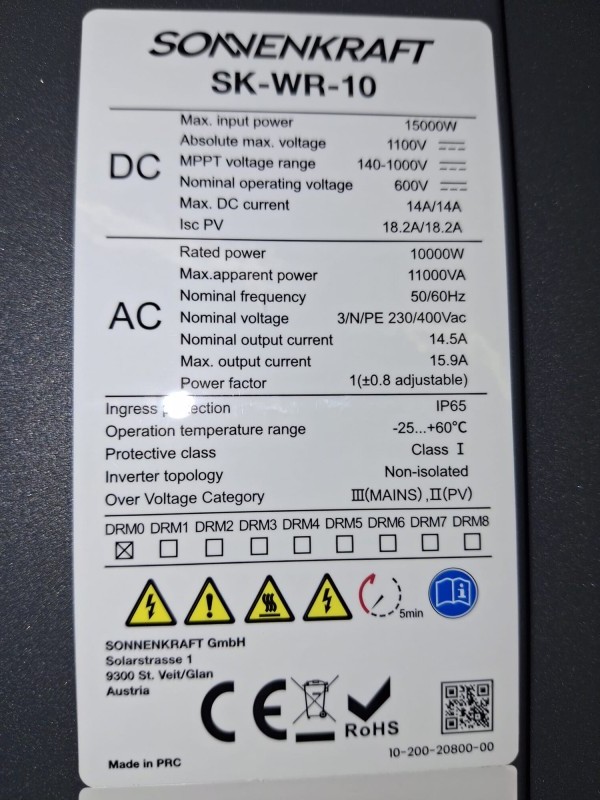 SONNENKRAFT
SK-WR-10
DC
Max. input power 15000W
Absolute max. voltage 1100V
MPPT voltage range 140-1000V
Nominal operating voltage 600V
Max. DC current 14A/14A
Isc PV 18.2A/18.2A
AC
Rated power 10000W
Max.apparent power 11000VA
Nominal frequency 50/60Hz
Nominal voltage 3/N/PE 230/400Vac
Nominal output current 14.5A
Max. output current 15.9A
Power factor 1(±0.8 adjustable)
Ingress IP65
Operation temperature range -25...+60℃
Protective class Class Ⅰ
Inverter topology Non-isolated
Over Voltage Category Ⅲ(MAINS),Ⅱ(PV)
DRM0 DRM1 DRM2 DRM3 DRM4 DRM5 DRM6 DRM7 DRM8
5min
SONNENKRAFT GmbH
Solarstrasse 1
9300 St. Veit/Glan
Austria
CE
RoHS
10-200-20800-00
Made in PRC